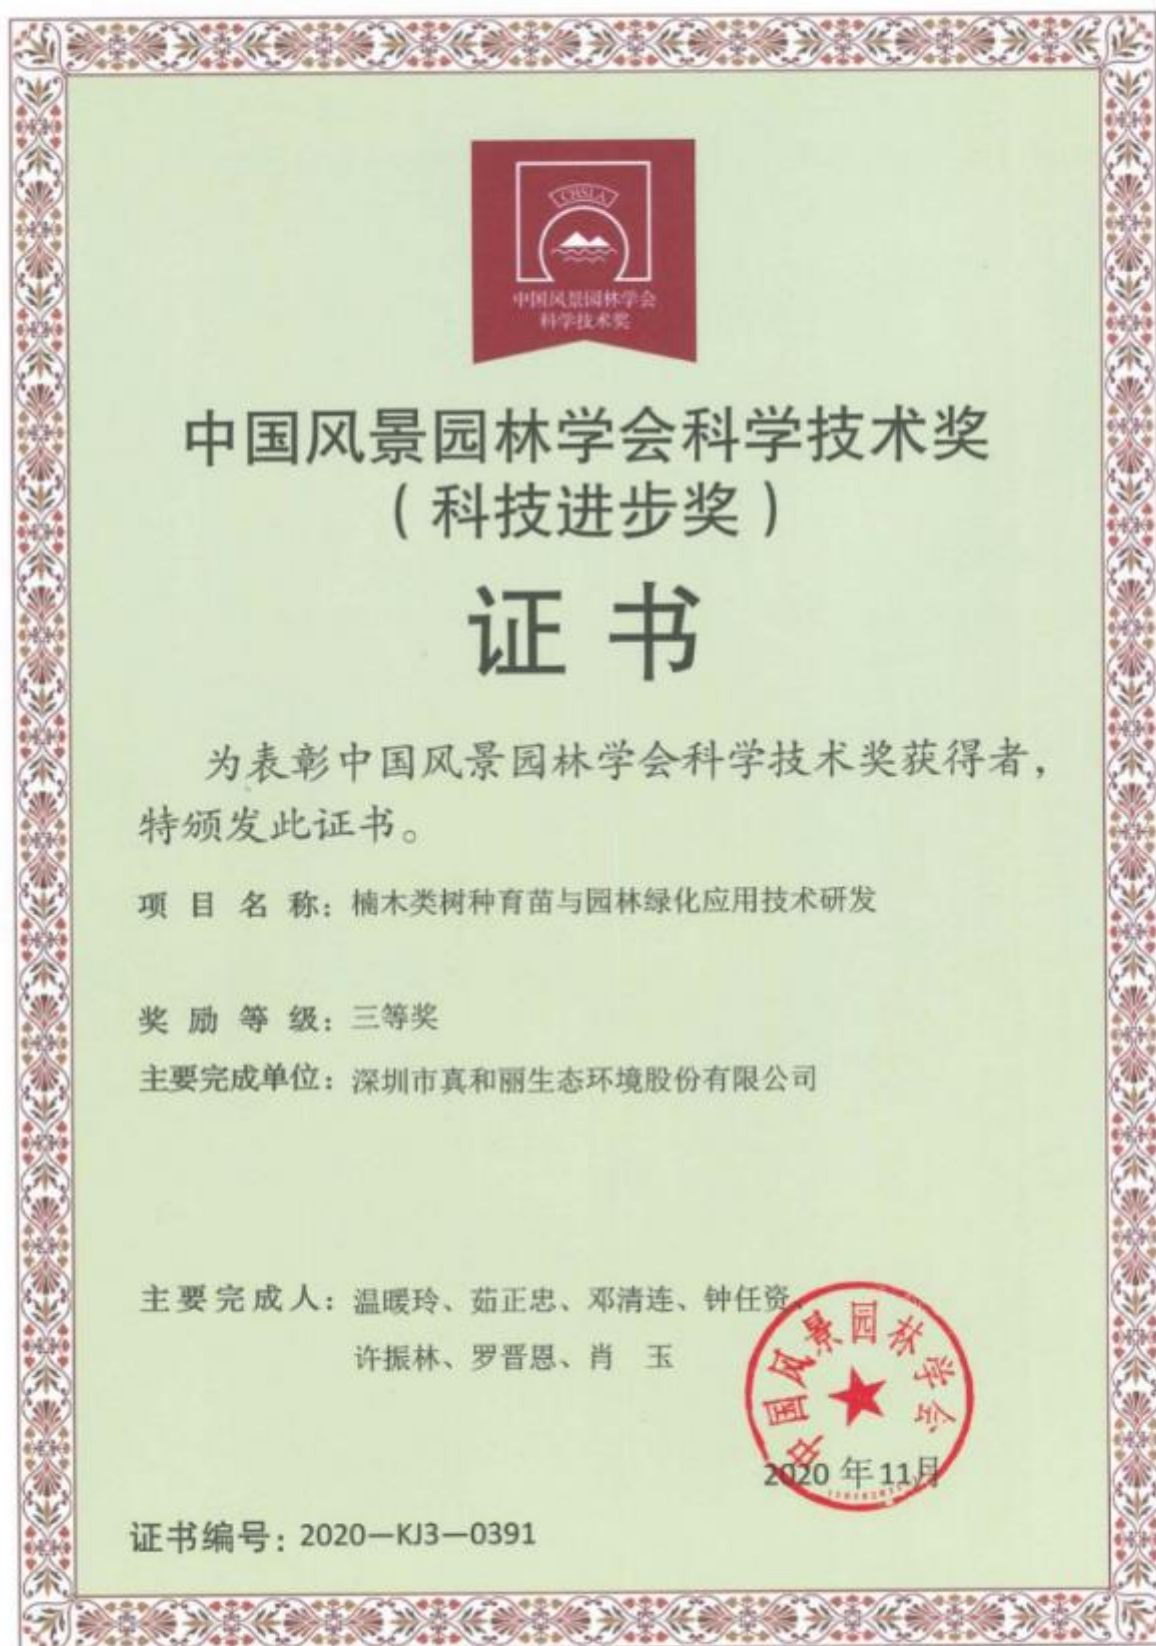 CHSLA
中国风景园林学会
科学技术奖
中国风景园林学会科学技术奖
（科技进步奖）
证书
为表彰中国风景园林学会科学技术奖获得者，
特颁发此证书。
项目名称：楠木类树种育苗与园林绿化应用技术研发
奖励等级：三等奖
主要完成单位：深圳市真和丽生态环境股份有限公司
主要完成人：温暖玲、茹正忠、邓清连、钟任资、
许振林、罗晋恩、肖　玉
中国风景园林学会
2020 年 11月
证书编号：2020—KJ3—0391